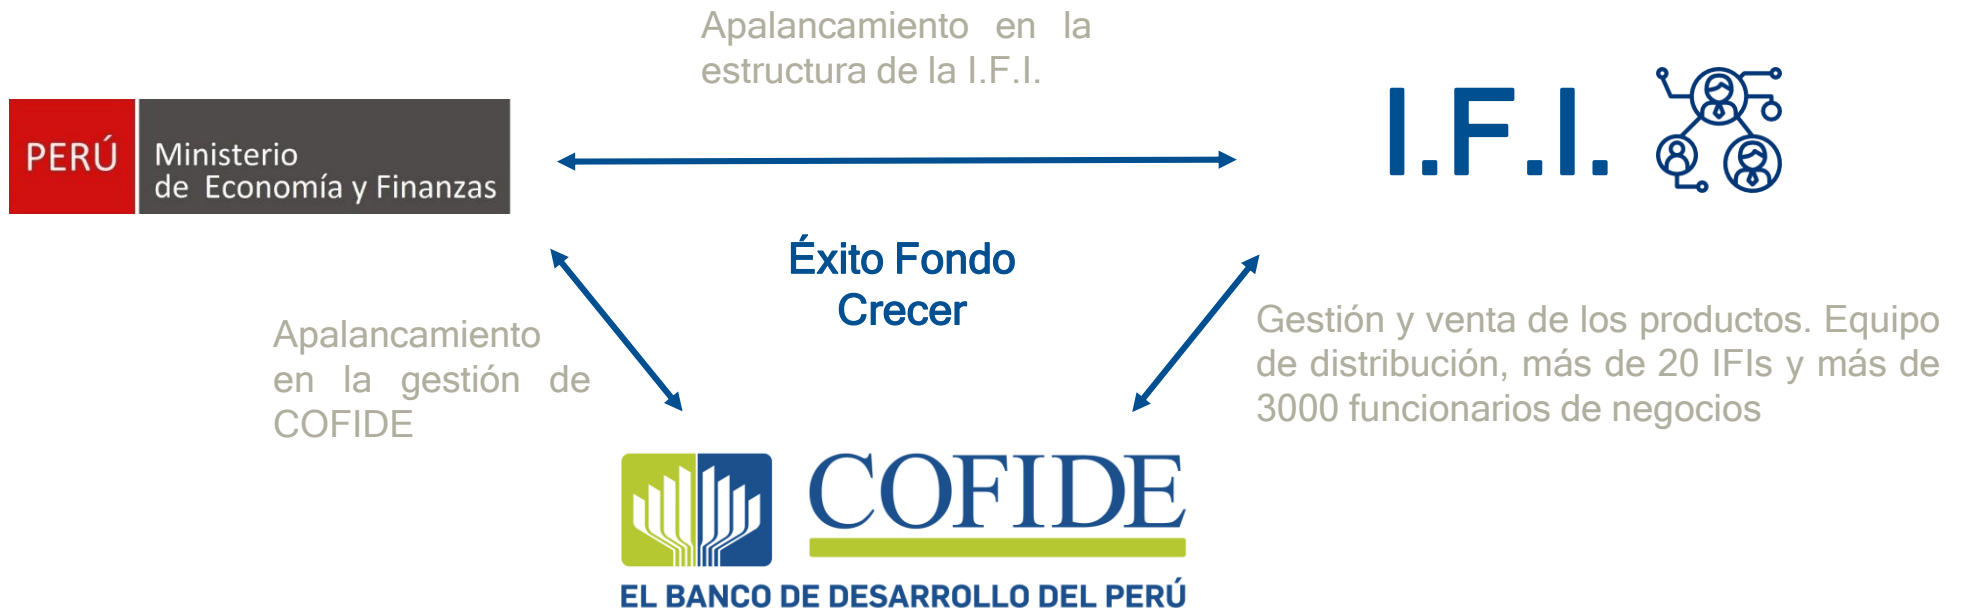 Apalancamiento en la
estructura de la I.F.I.
PERÚ
Ministerio
de Economía y Finanzas
I.F.I.
Éxito Fondo
Crecer
Apalancamiento
en la gestión de
COFIDE
Gestión y venta de los productos. Equipo
de distribución, más de 20 IFIs y más de
3000 funcionarios de negocios
COFIDE
EL BANCO DE DESARROLLO DEL PERÚ